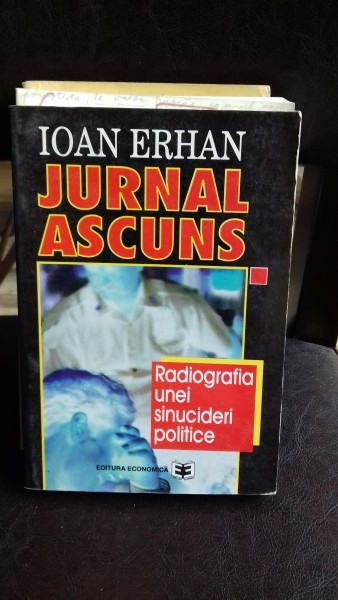 IOAN ERHAN
JURNAL
ASCUNS
Radiografia
unei
sinucideri
politice
EDITURA ECONOMICĂ